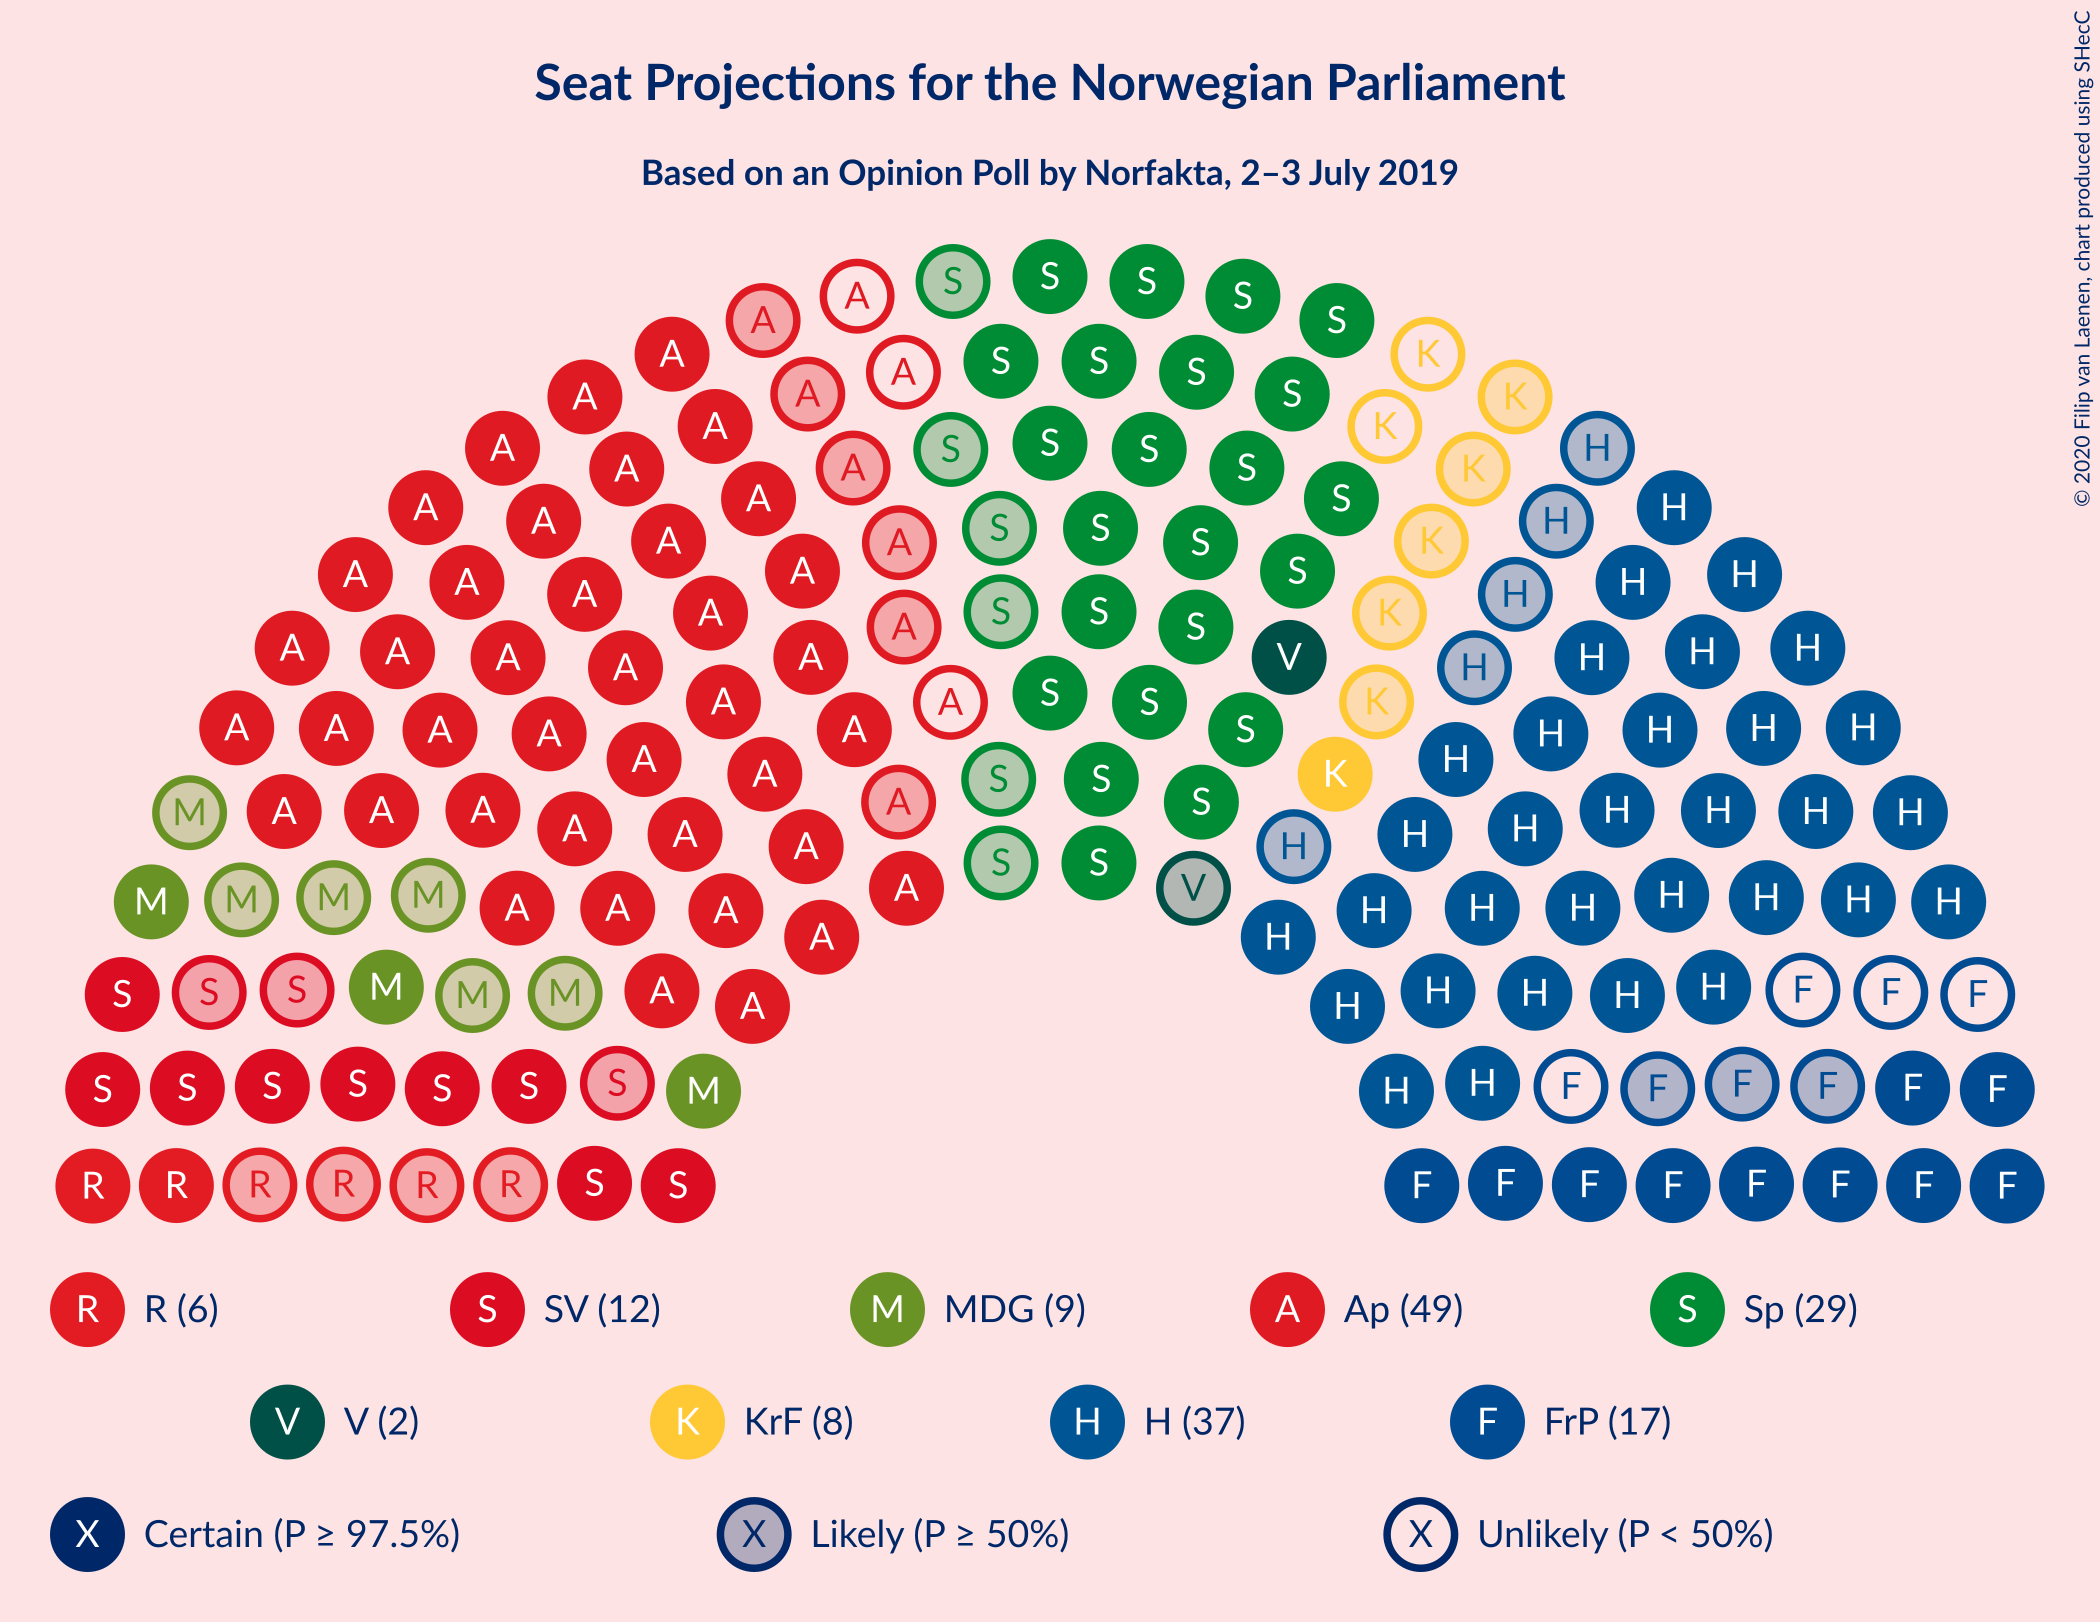 Seat Projections for the Norwegian Parliament
Based on an Opinion Poll by Norfakta, 2–3 July 2019
© 2020 Filip van Laenen, chart produced using SHecC
S S S S S
A A K
A A K
S S S S
A A K
A A K
H
S S S S S
A A A K
A A A H H
S S S S
A A A K H
A A A H H
S S S K
A A A A V H H H
A A A A K H H
A A S S S H H H
A A A A A A K H H H H
M A A A A A A S S S H H H H H H H
M M M M A A A A A S S V H H H H H H H H
S S S M M M A A H H H H H F F F
S S S S S S S M H H F F F F F F
R R R R R R S S F F F F F F F F
R R (6) S SV (12) M MDG (9) A Ap (49) S Sp (29)
V V (2) K KrF (8) H H (37) F FrP (17)
X Certain (P ≥ 97.5%) X Likely (P ≥ 50%) X Unlikely (P < 50%)